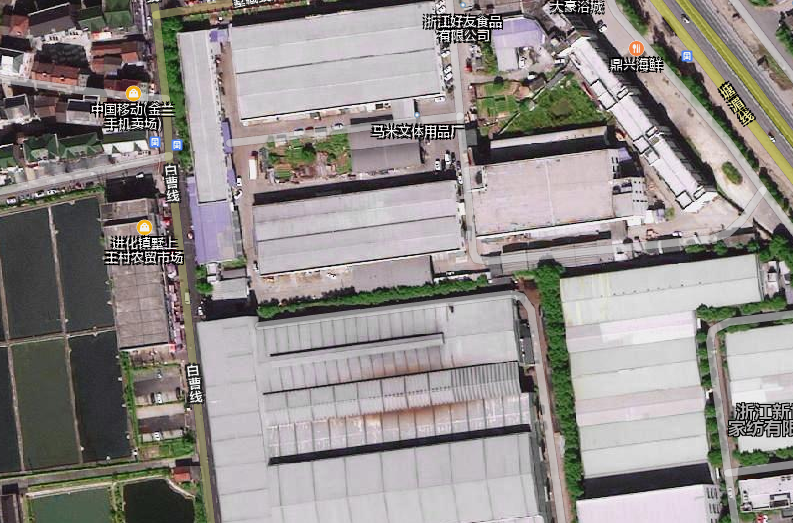 浙江好友食品
有限公司
大豪浴城
鼎兴海鲜
中国移动(金兰
手机卖场)
马米文体用品厂
塘湄线
白曹线
进化镇墅上
王村农贸市场
白曹线
浙江新
家纺有限